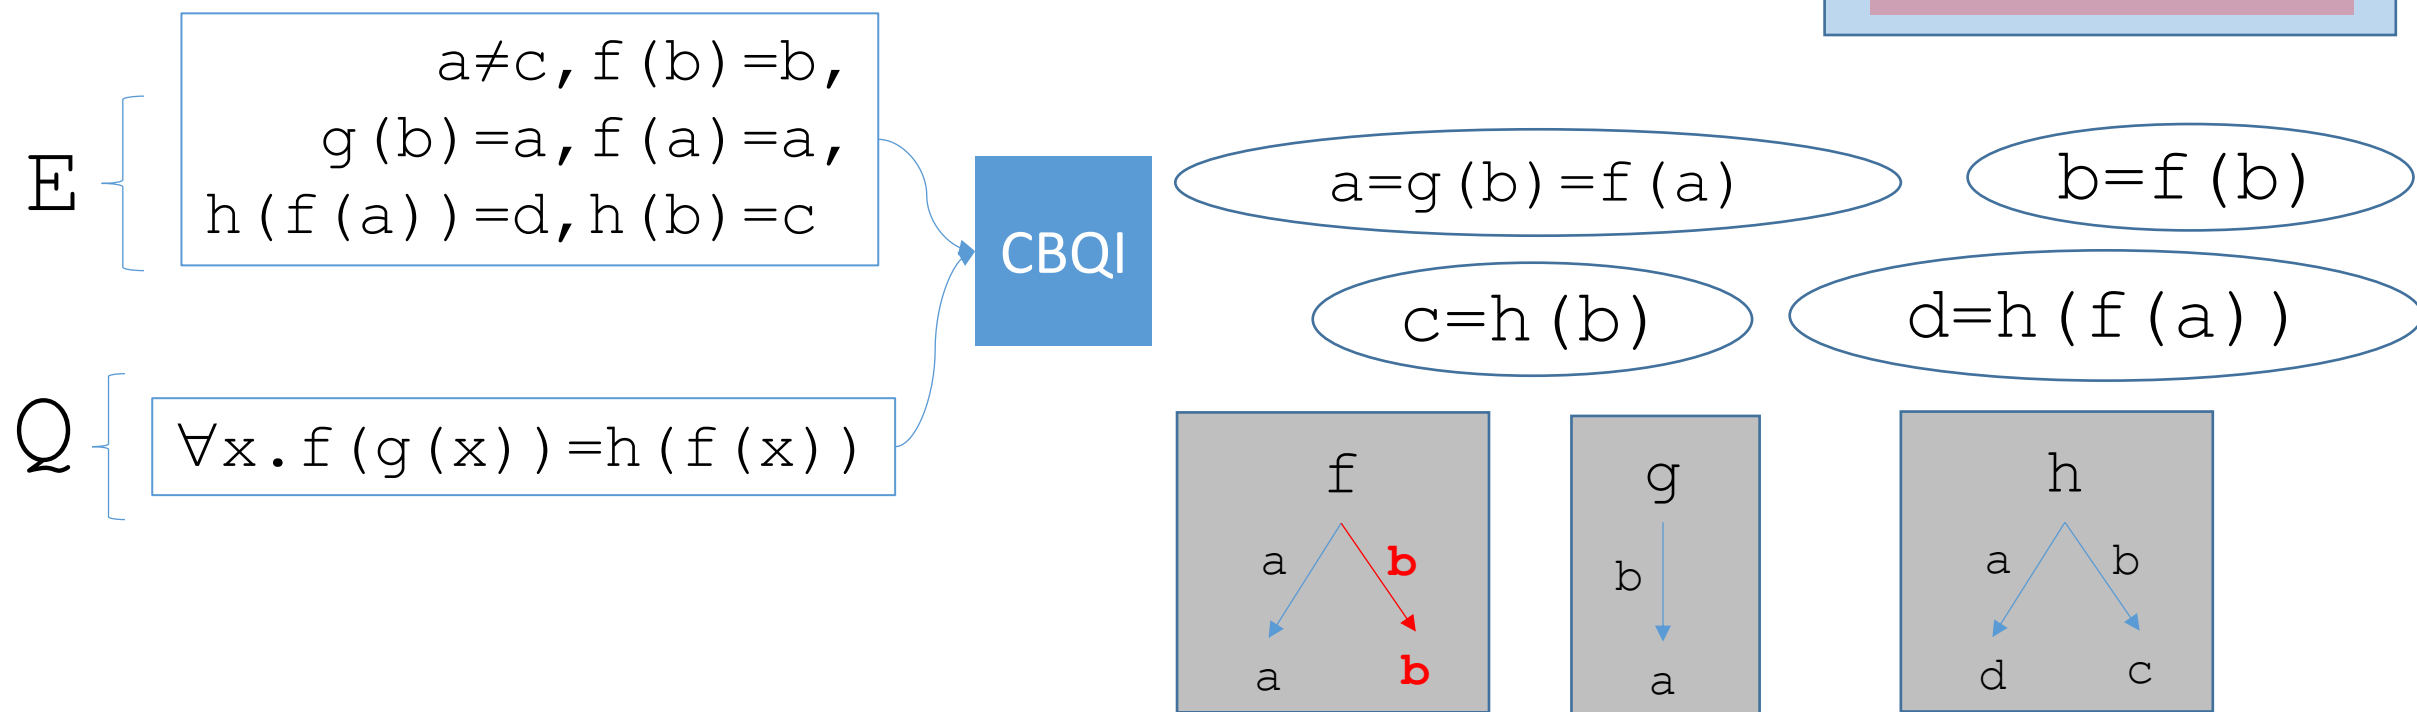 E
a≠c,f(b)=b,
g(b)=a,f(a)=a,
h(f(a))=d,h(b)=c
Q
∀x.f(g(x))=h(f(x))
CBQI
a=g(b)=f(a)
b=f(b)
c=h(b)
d=h(f(a))
f
a b
a b
g
b
a
h
a b
d c